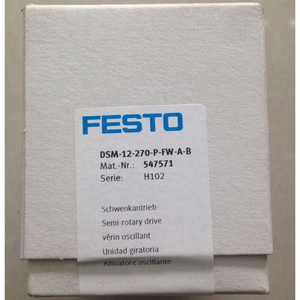 FESTO
DSM-12-270-P-FW-A-B
Mat.-Nr.: 547571
Serie: H102
Schwenkantrieb
Semi-rotary drive
vérin oscillant
Unidad giratoria
Attuatore oscillante